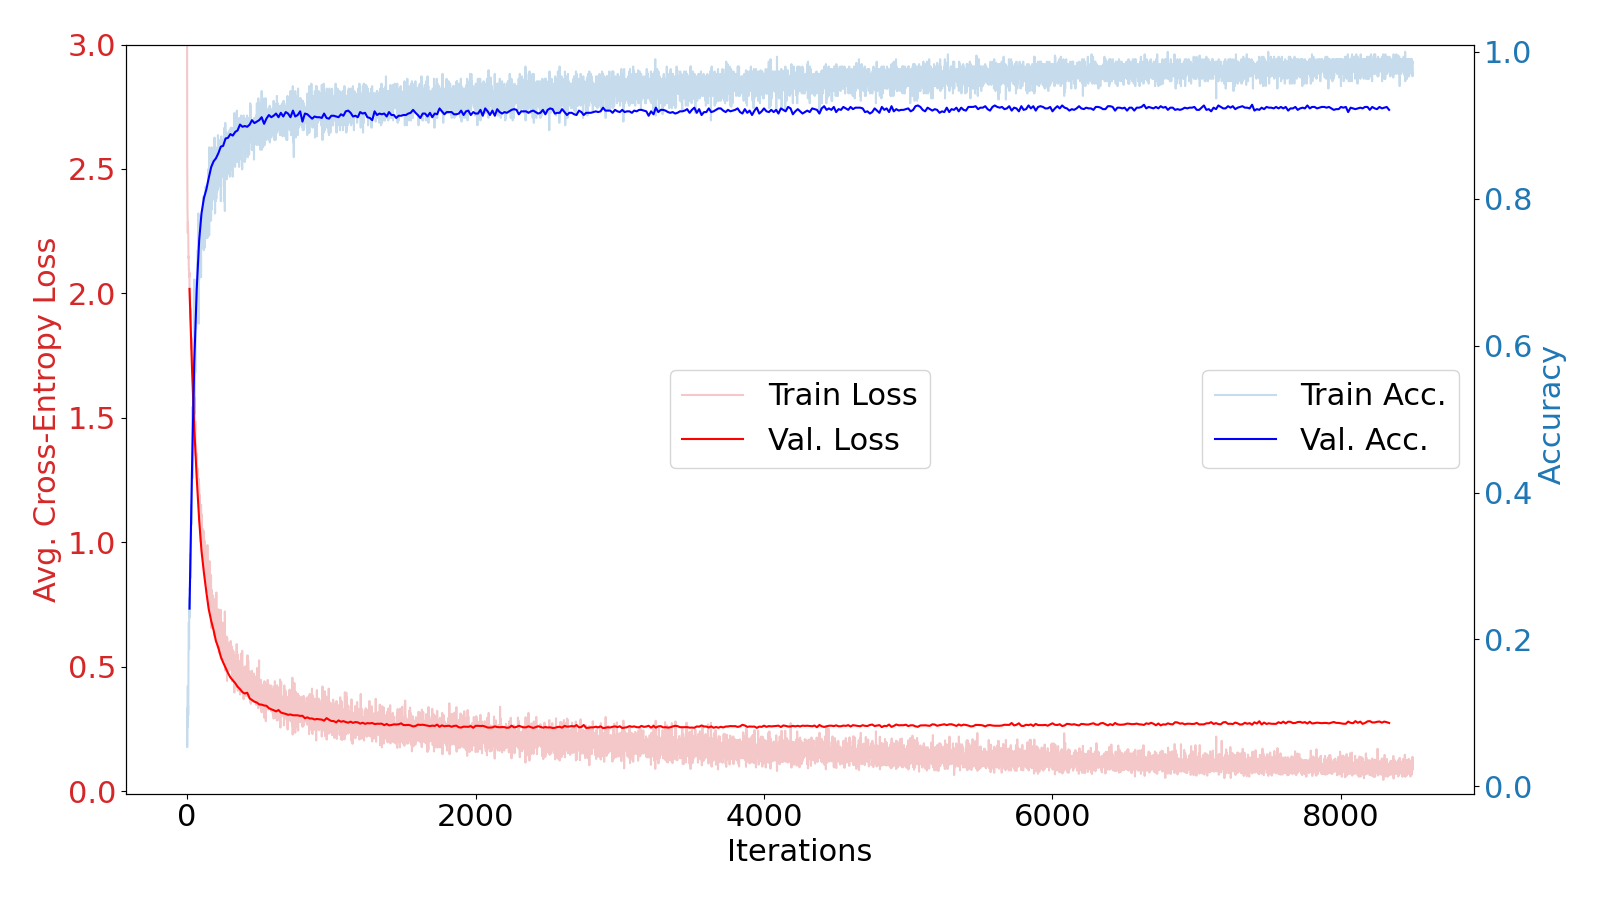 Avg. Cross-Entropy Loss
3.0
2.5
2.0
1.5
1.0
0.5
0.0
Train Loss
Val. Loss
Train Acc.
Val. Acc.
1.0
0.8
0.6
0.4
0.2
0.0
Accuracy
0 2000 4000 6000 8000
Iterations